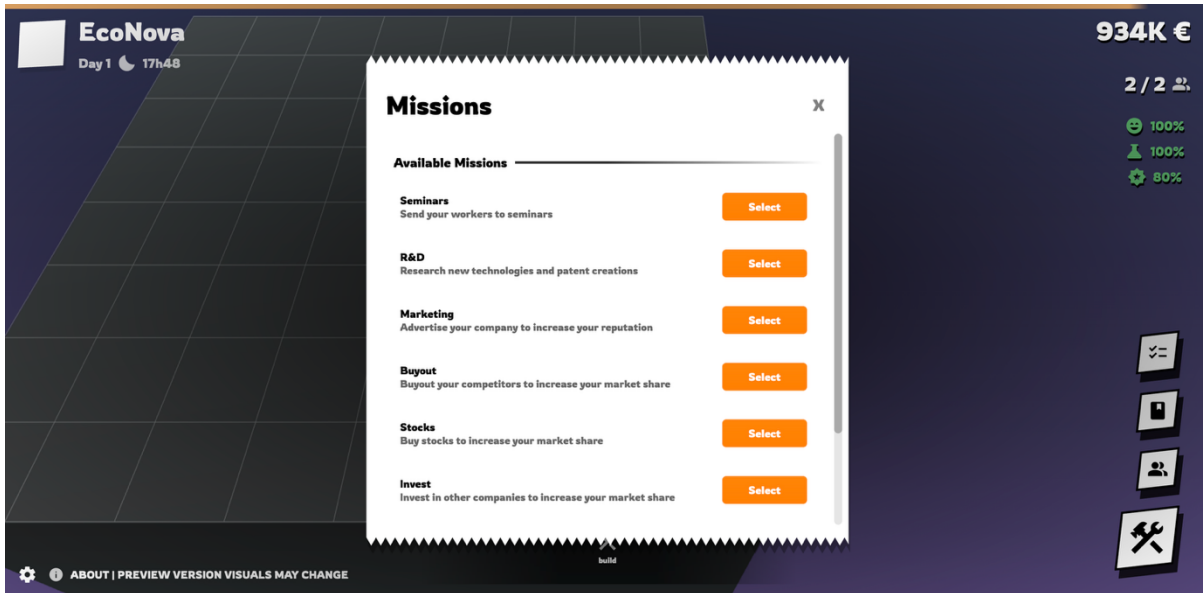 EcoNova
Day 1 17h48
934K €
2 / 2
100%
100%
80%
Missions
X
Available Missions
Seminars
Send your workers to seminars
Select
R&D
Research new technologies and patent creations
Select
Marketing
Advertise your company to increase your reputation
Select
Buyout
Buyout your competitors to increase your market share
Select
Stocks
Buy stocks to increase your market share
Select
Invest
Invest in other companies to increase your market share
Select
build
ABOUT | PREVIEW VERSION VISUALS MAY CHANGE